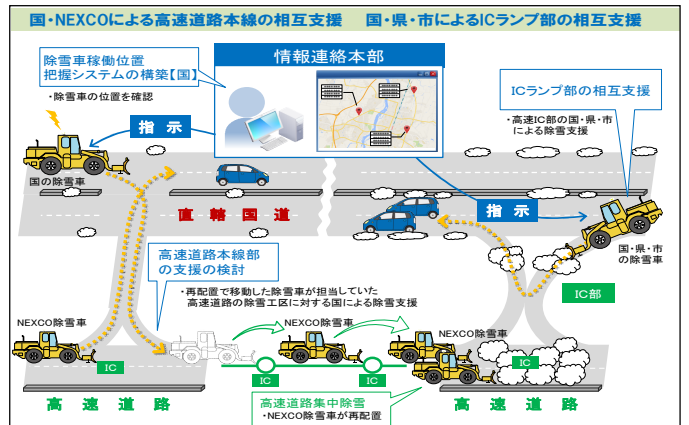 国・NEXCOによる高速道路本線の相互支援　国・県・市によるICランプ部の相互支援
情報連絡本部
除雪車稼働位置
把握システムの構築【国】
・除雪車の位置を確認
ICランプ部の相互支援
・高速IC部の国・県・市
による除雪支援
指示
国の除雪車
直轄国道
指示
国・県・市
の除雪車
高速道路本線部
の支援の検討
・再配置で移動した除雪車が担当していた
高速道路の除雪工区に対する国による除雪支援
IC部
NEXCO除雪車
NEXCO除雪車
NEXCO除雪車
IC
IC
IC
IC
高速道路
高速道路集中除雪
・NEXCO除雪車が再配置
高速道路